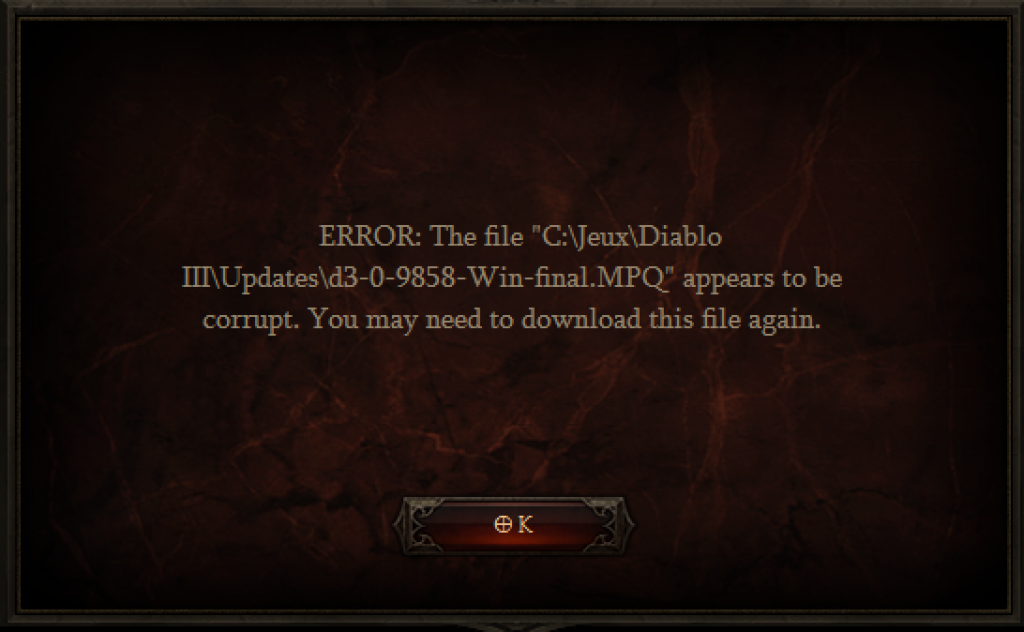 ERROR: The file "C:\Jeux\Diablo
III\Updates\d3-0-9858-Win-final.MPQ" appears to be
corrupt. You may need to download this file again.
OK